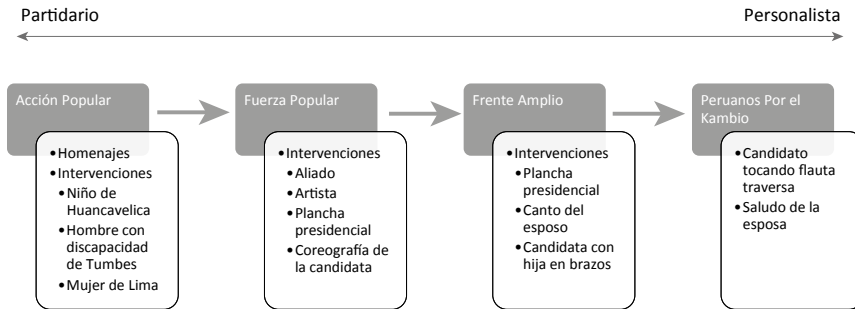 Partidario
Personalista
Acción Popular
• Homenajes
• Intervenciones
• Niño de
Huancavelica
• Hombre con
discapacidad
de Tumbes
• Mujer de Lima
Fuerza Popular
• Intervenciones
• Aliado
• Artista
• Plancha
presidencial
• Coreografía de
la candidata
Frente Amplio
• Intervenciones
• Plancha
presidencial
• Canto del
esposo
• Candidata con
hija en brazos
Peruanos Por el
Kambio
• Candidato
tocando flauta
traversa
• Saludo de la
esposa